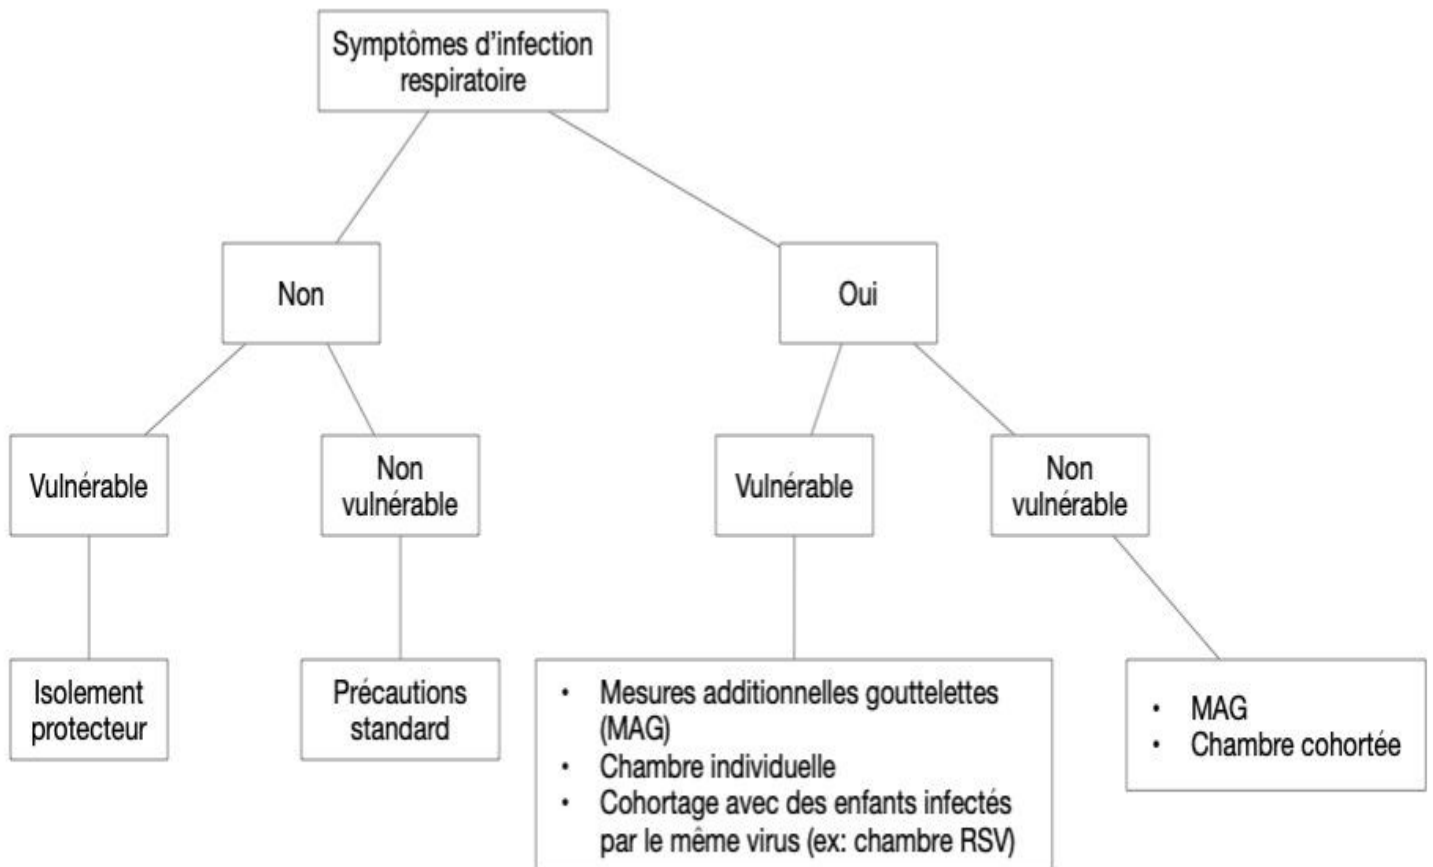 Symptômes d'infection
respiratoire
Non
Oui
Vulnérable
Non
vulnérable
Vulnérable
Non
vulnérable
Isolement
protecteur
Précautions
standard
• Mesures additionnelles gouttelettes
(MAG)
• Chambre individuelle
• Cohortage avec des enfants infectés
par le même virus (ex: chambre RSV)
• MAG
• Chambre cohortée